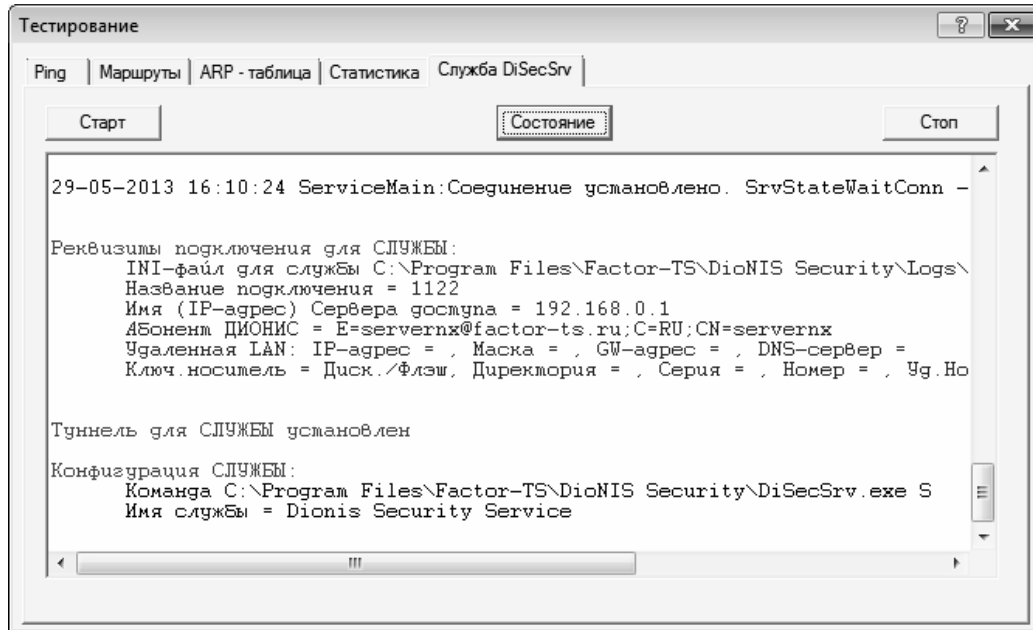 Тестирование
Ping Маршруты ARP - таблица Статистика Служба DiSecSrv
Старт Состояние Стоп
29-05-2013 16:10:24 ServiceMain:Соединение установлено. SrvStateWaitConn -
Реквизиты подключения для СЛУЖБЫ:
INI-файл для службы C:\Program Files\Factor-TS\DioNIS Security\Logs\
Название подключения = 1122
Имя (IP-адрес) Сервера доступа = 192.168.0.1
Абонент ДИОНИС = E=servernx@factor-ts.ru;C=RU;CN=servernx
Удаленная LAN: IP-адрес = , Маска = , GW-адрес = , DNS-сервер =
Ключ.носитель = Диск./Флэш, Директория = , Серия = , Номер = , Уд.Но
Туннель для СЛУЖБЫ установлен
Конфигурация СЛУЖБЫ:
Команда C:\Program Files\Factor-TS\DioNIS Security\DiSecSrv.exe S
Имя службы = Dionis Security Service